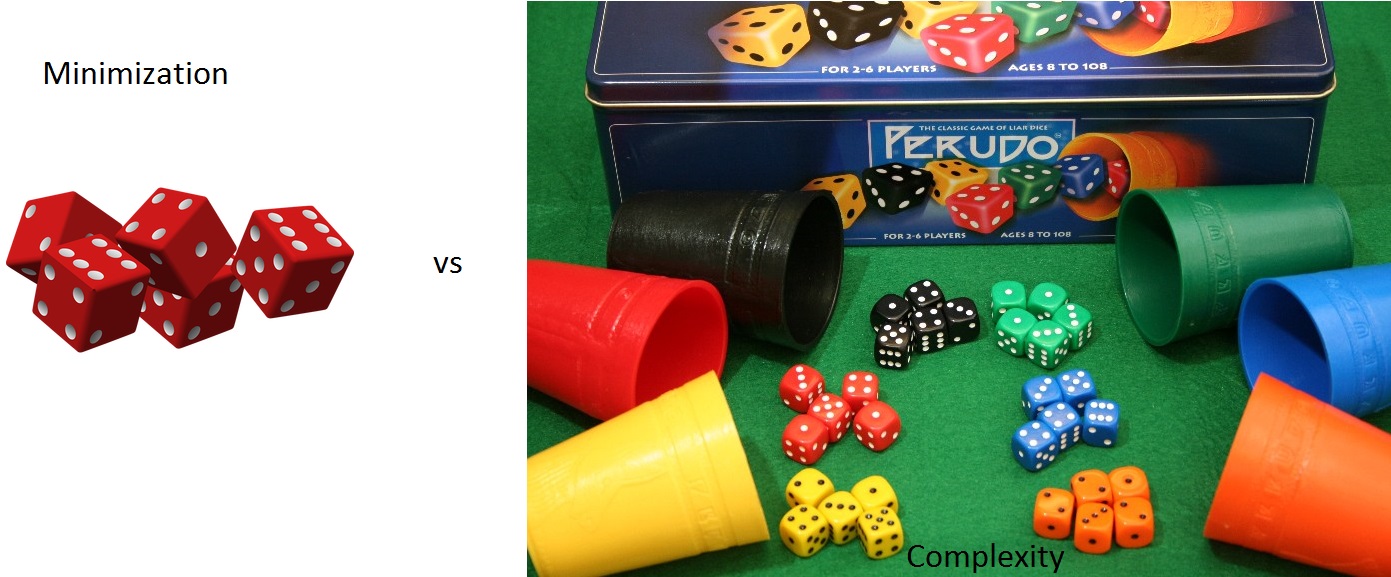 Minimization
vs
FOR 2-6 PLAYERS AGES 8 TO 108
THE CLASSIC GAME OF LIAR DICE
PERUDO
FOR 2-6 PLAYERS AGES 8 TO 108
Complexity